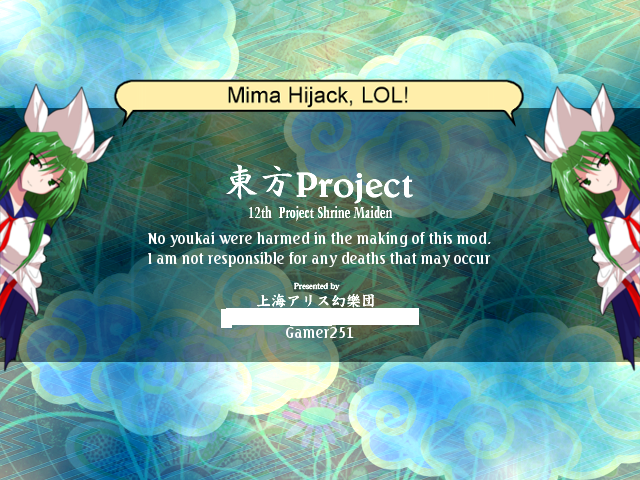 Mima Hijack, LOL!
東方Project
12th Project Shrine Maiden
No youkai were harmed in the making of this mod.
I am not responsible for any deaths that may occur
Presented by
上海アリス幻樂団
Gamer251